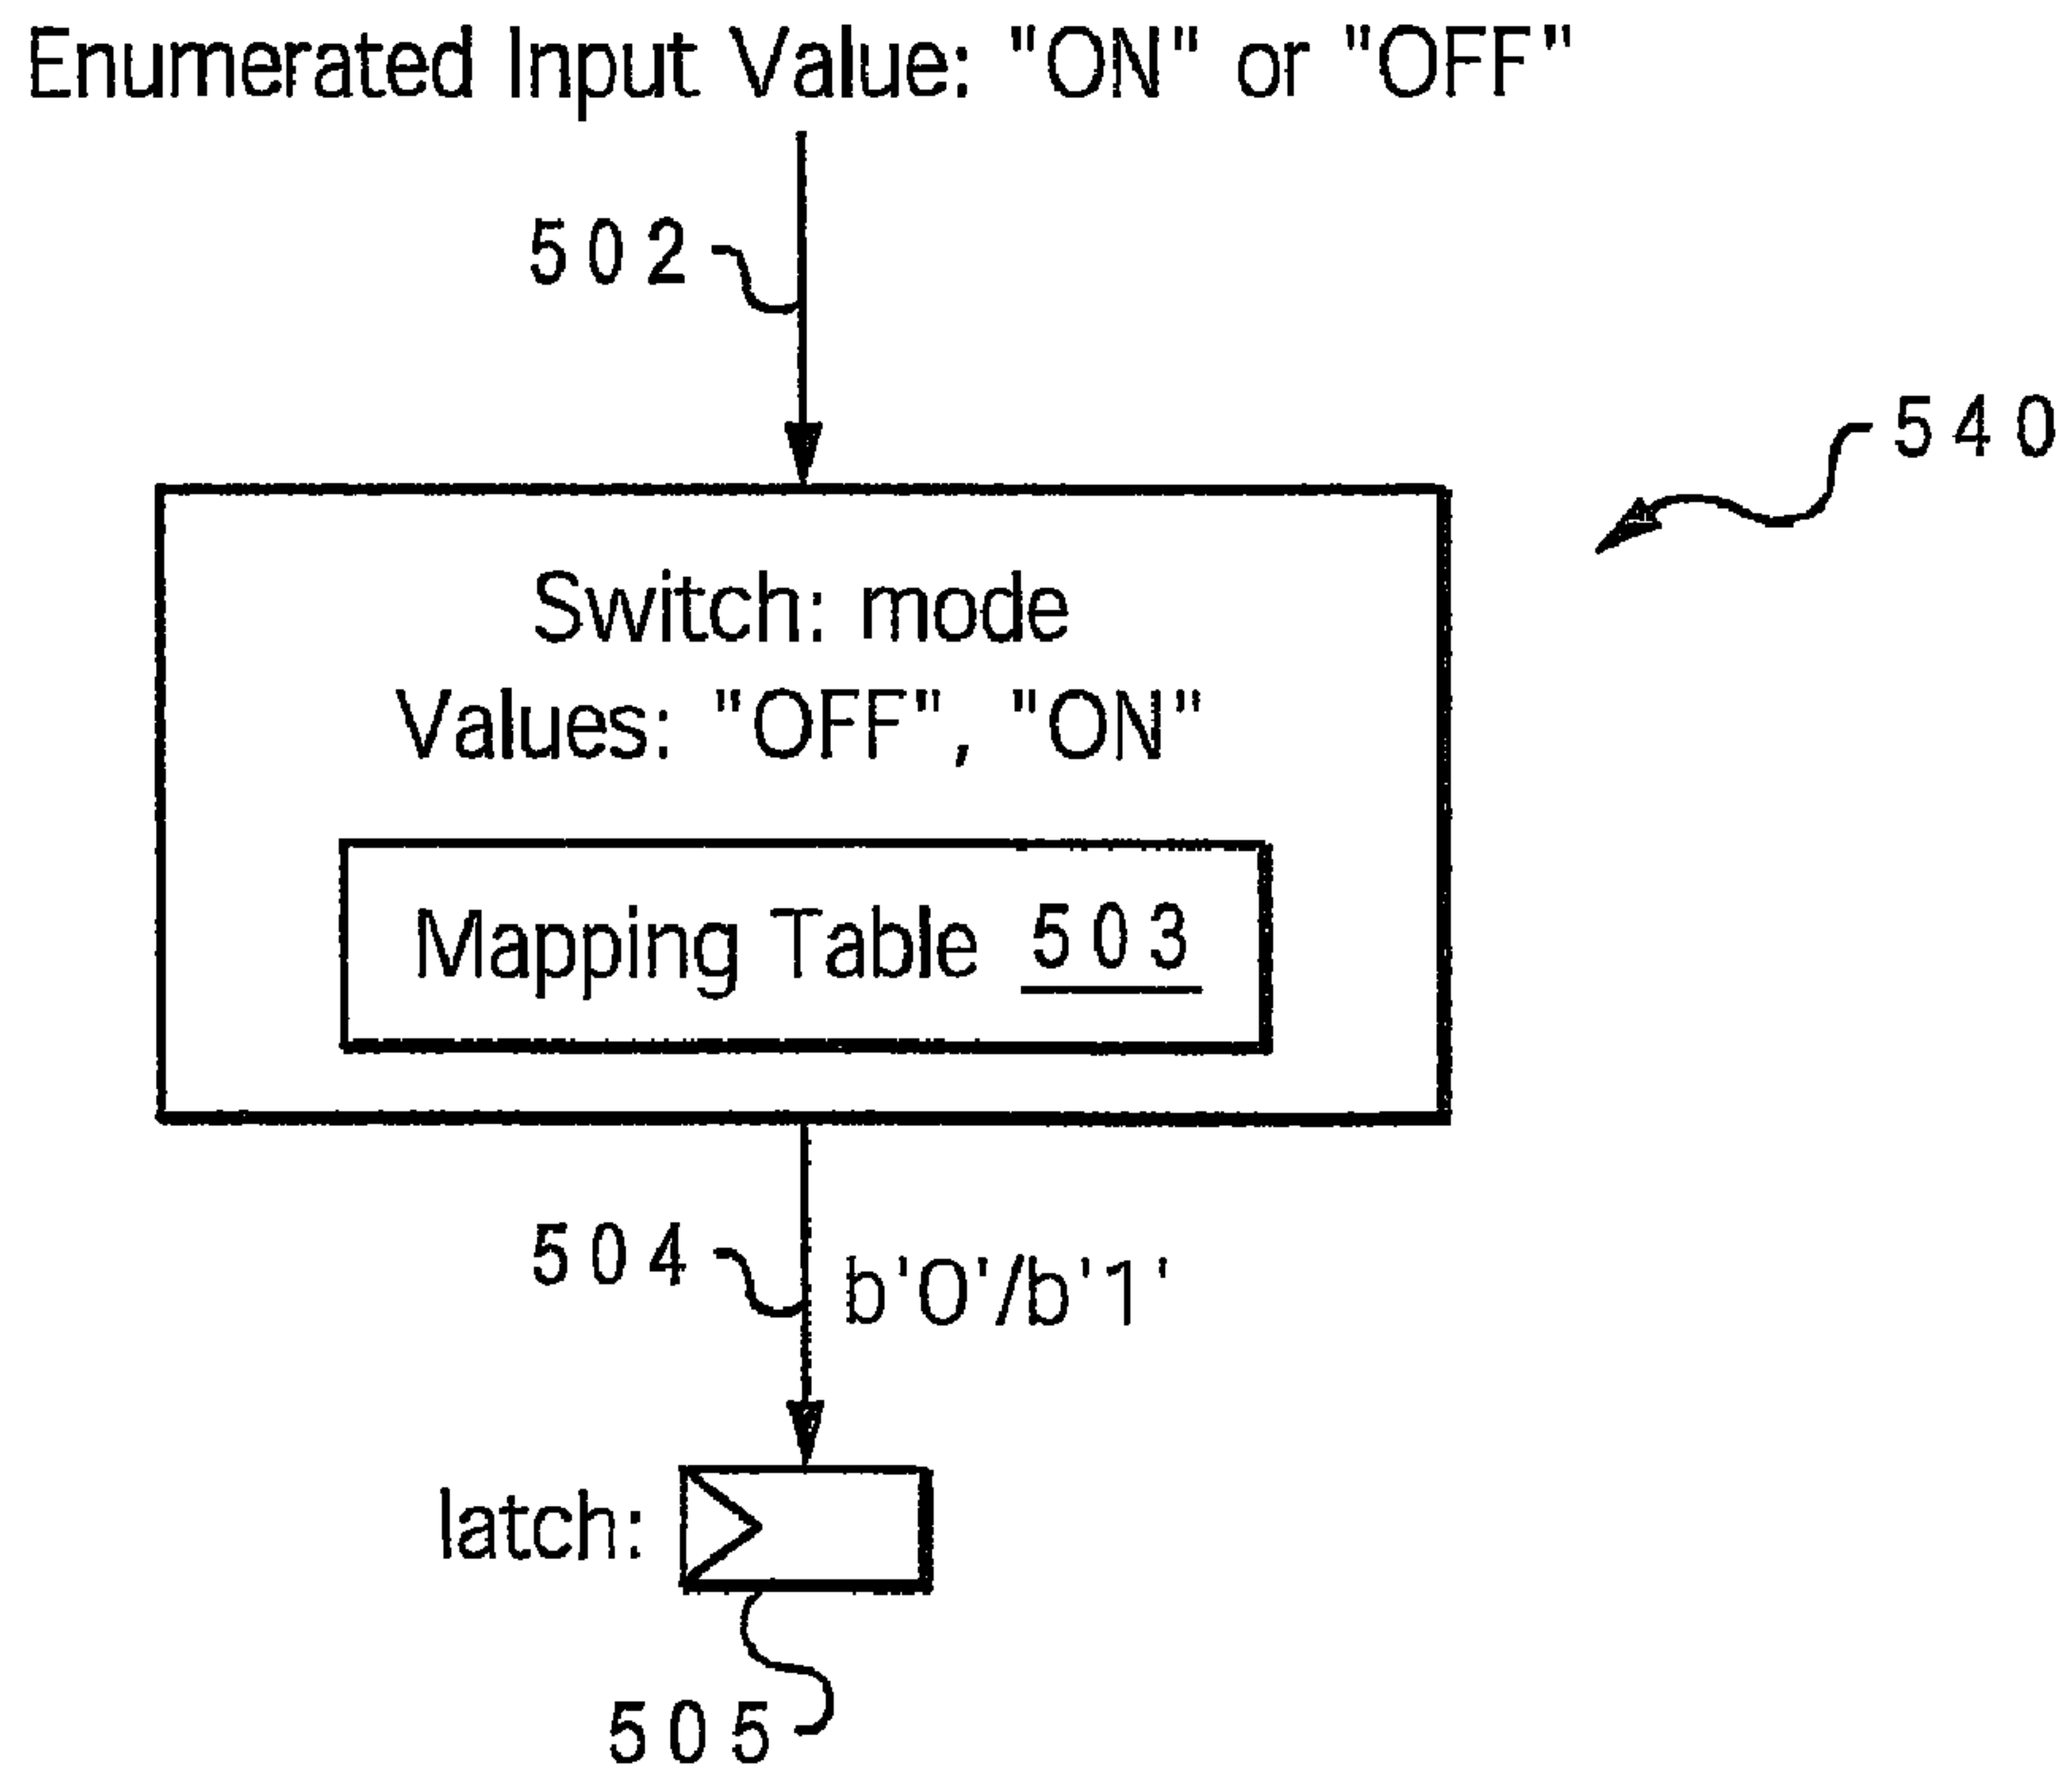 Enumerated Input Value: "ON" or "OFF"
502
540
Switch: mode
Values: "OFF", "ON"
Mapping Table 503
504
b'0'/b'1'
latch:
505